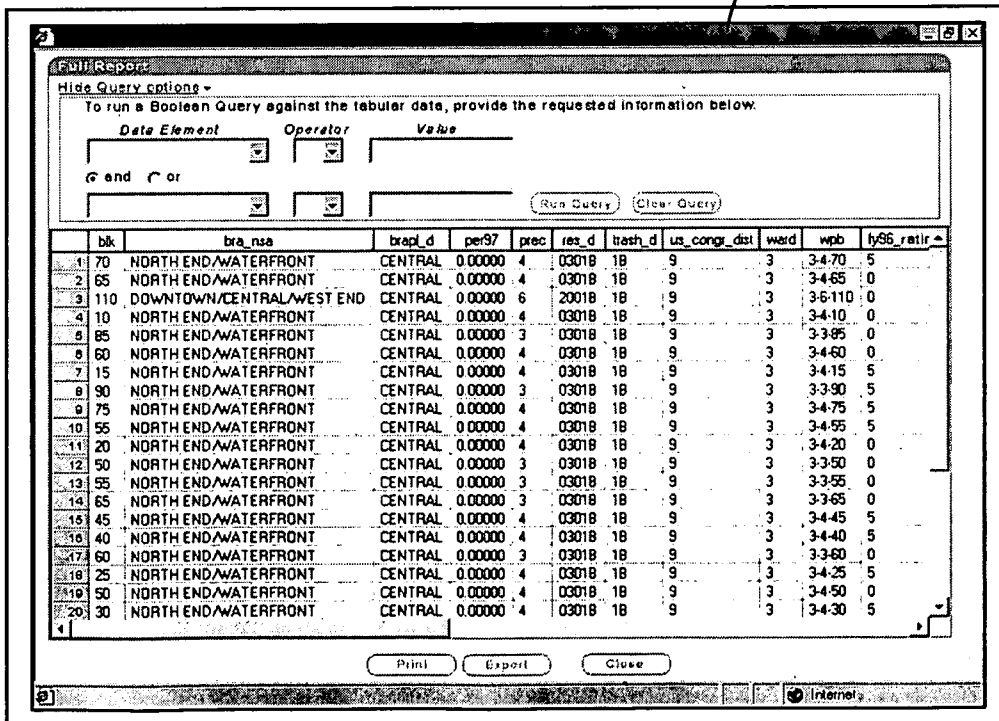 Full Report
Hide Query options
To run a Boolean Query against the tabular data, provide the requested information below.
Data Element Operator Value
and or
Run Query Clear Query
blk bra_nsa brapl_d per97 prec res_d trash_d us_congr_dist ward wpb fy96_ratir
1 70 NORTH END/WATERFRONT CENTRAL 0.00000 4 0301B 1B 9 3 3-4-70 5
2 65 NORTH END/WATERFRONT CENTRAL 0.00000 4 0301B 1B 9 3 3-4-65 0
3 110 DOWNTOWN/CENTRAL/WEST END CENTRAL 0.00000 6 2001B 1B 9 3 3-6-110 0
4 10 NORTH END/WATERFRONT CENTRAL 0.00000 4 0301B 1B 9 3 3-4-10 0
5 85 NORTH END/WATERFRONT CENTRAL 0.00000 3 0301B 1B 9 3 3-3-85 0
6 60 NORTH END/WATERFRONT CENTRAL 0.00000 4 0301B 1B 9 3 3-4-60 0
7 15 NORTH END/WATERFRONT CENTRAL 0.00000 4 0301B 1B 9 3 3-4-15 5
8 90 NORTH END/WATERFRONT CENTRAL 0.00000 3 0301B 1B 9 3 3-3-90 5
9 75 NORTH END/WATERFRONT CENTRAL 0.00000 4 0301B 1B 9 3 3-4-75 5
10 55 NORTH END/WATERFRONT CENTRAL 0.00000 4 0301B 1B 9 3 3-4-55 5
11 20 NORTH END/WATERFRONT CENTRAL 0.00000 4 0301B 1B 9 3 3-4-20 0
12 50 NORTH END/WATERFRONT CENTRAL 0.00000 3 0301B 1B 9 3 3-3-50 0
13 55 NORTH END/WATERFRONT CENTRAL 0.00000 3 0301B 1B 9 3 3-3-55 0
14 65 NORTH END/WATERFRONT CENTRAL 0.00000 3 0301B 1B 9 3 3-3-65 0
15 45 NORTH END/WATERFRONT CENTRAL 0.00000 4 0301B 1B 9 3 3-4-45 5
16 40 NORTH END/WATERFRONT CENTRAL 0.00000 4 0301B 1B 9 3 3-4-40 5
17 60 NORTH END/WATERFRONT CENTRAL 0.00000 3 0301B 1B 9 3 3-3-60 0
18 25 NORTH END/WATERFRONT CENTRAL 0.00000 4 0301B 1B 9 3 3-4-25 5
19 50 NORTH END/WATERFRONT CENTRAL 0.00000 4 0301B 1B 9 3 3-4-50 0
20 30 NORTH END/WATERFRONT CENTRAL 0.00000 4 0301B 1B 9 3 3-4-30 5
Print Export Close
Internet